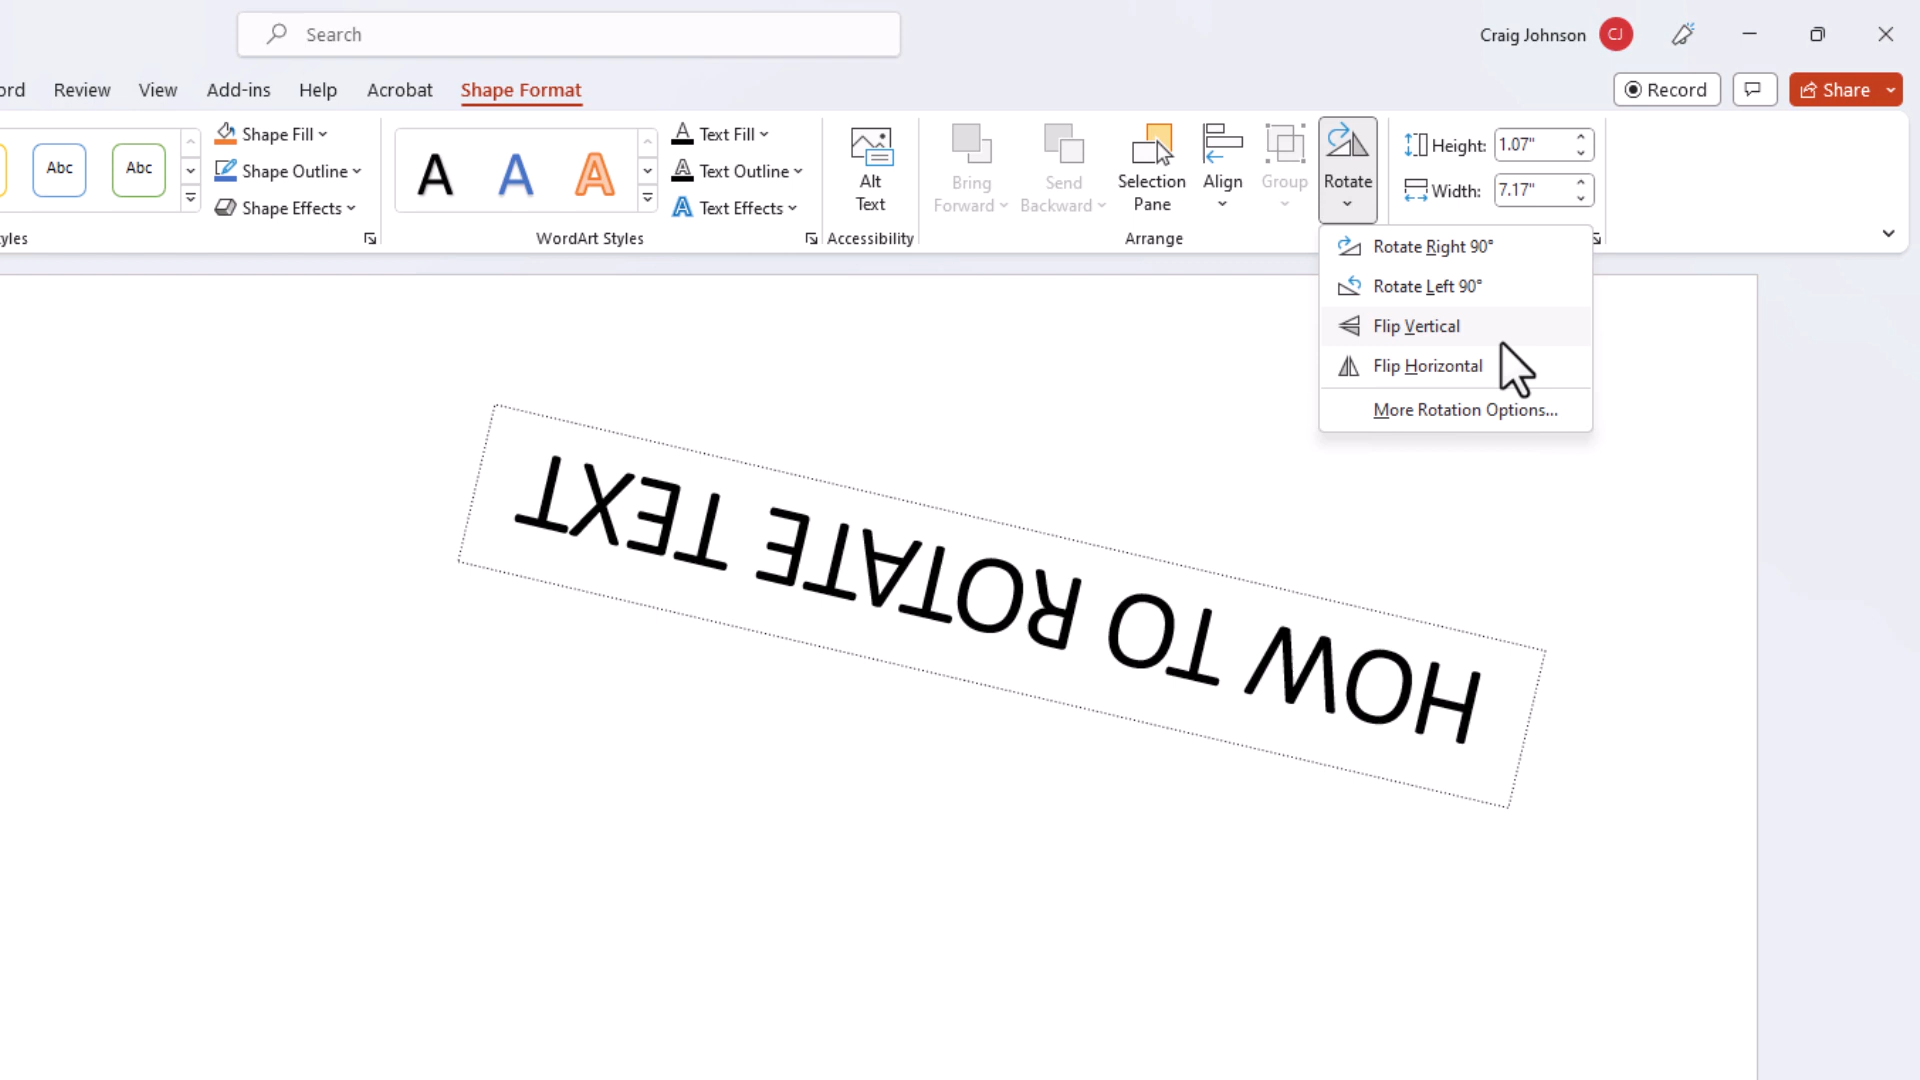 Search
Craig Johnson CJ
ord Review View Add-ins Help Acrobat Shape Format
Record
Share
Abc
Abc
Shape Fill
Shape Outline
Shape Effects
yles
A A A
Text Fill
Text Outline
Text Effects
WordArt Styles
Alt
Text
Accessibility
Bring
Forward
Send
Backward
Selection
Pane
Align
Group
Rotate
Arrange
Height: 1.07"
Width: 7.17"
Rotate Right 90°
Rotate Left 90°
Flip Vertical
Flip Horizontal
More Rotation Options...
HOW TO ROTATE TEXT